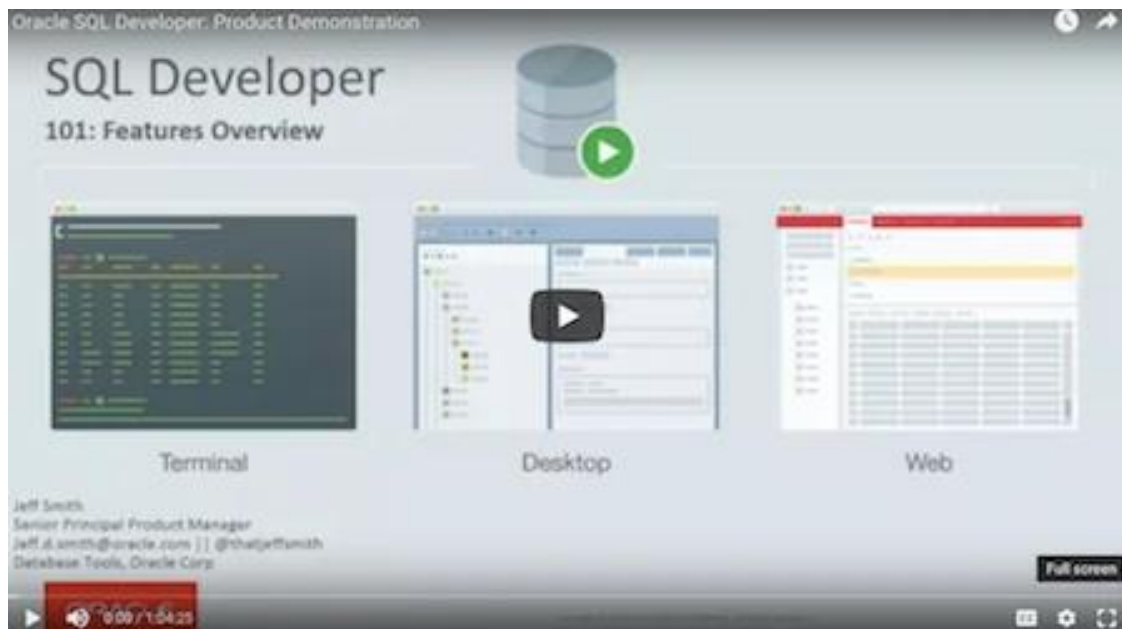 Oracle SQL Developer: Product Demonstration
SQL Developer
101: Features Overview
Terminal Desktop Web
Jeff Smith
Senior Principal Product Manager
Jeff.d.smith@oracle.com || @thatjeffsmith
Database Tools, Oracle Corp
Full screen
ORACLE
0:00 / 1:04:25